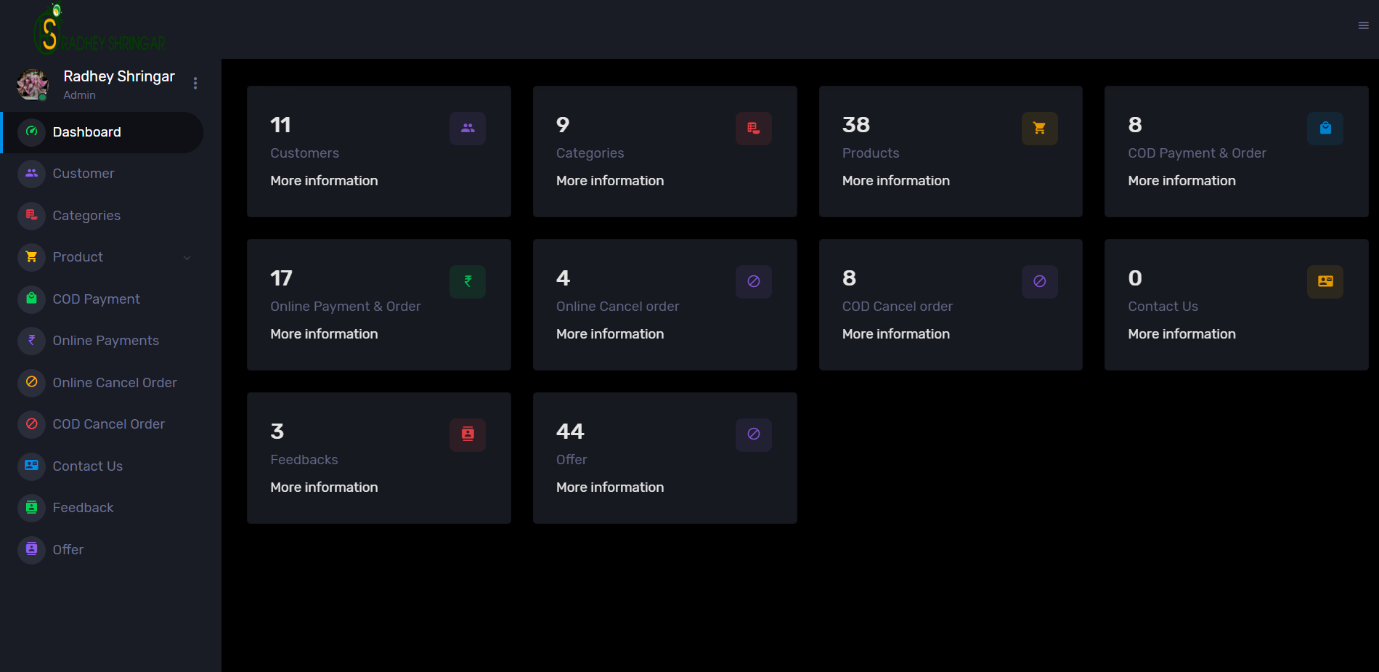 S
RADHEY SHRINGAR
Radhey Shringar
Admin
Dashboard
Customer
Categories
Product
COD Payment
Online Payments
Online Cancel Order
COD Cancel Order
Contact Us
Feedback
Offer
11
Customers
More information
9
Categories
More information
38
Products
More information
8
COD Payment & Order
More information
17
Online Payment & Order
More information
4
Online Cancel order
More information
8
COD Cancel order
More information
0
Contact Us
More information
3
Feedbacks
More information
44
Offer
More information